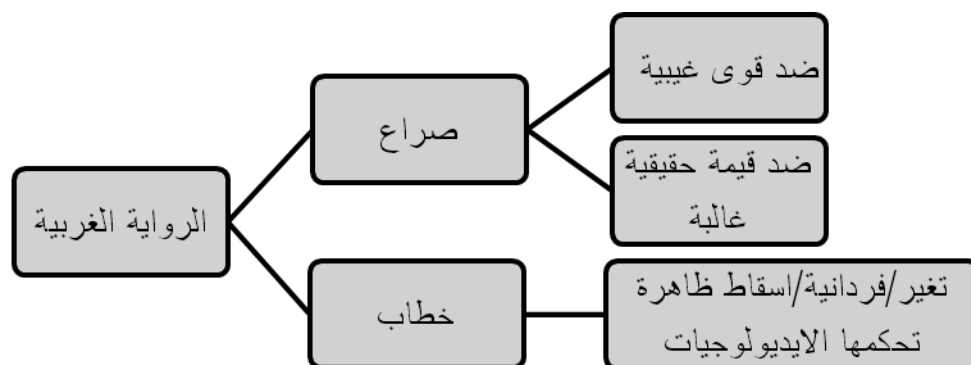 الرواية الغربية
صراع
ضد قوى غيبية
ضد قيمة حقيقية
غالبة
خطاب
تغير/فردانية/اسقاط ظاهرة
تحكمها الايديولوجيات